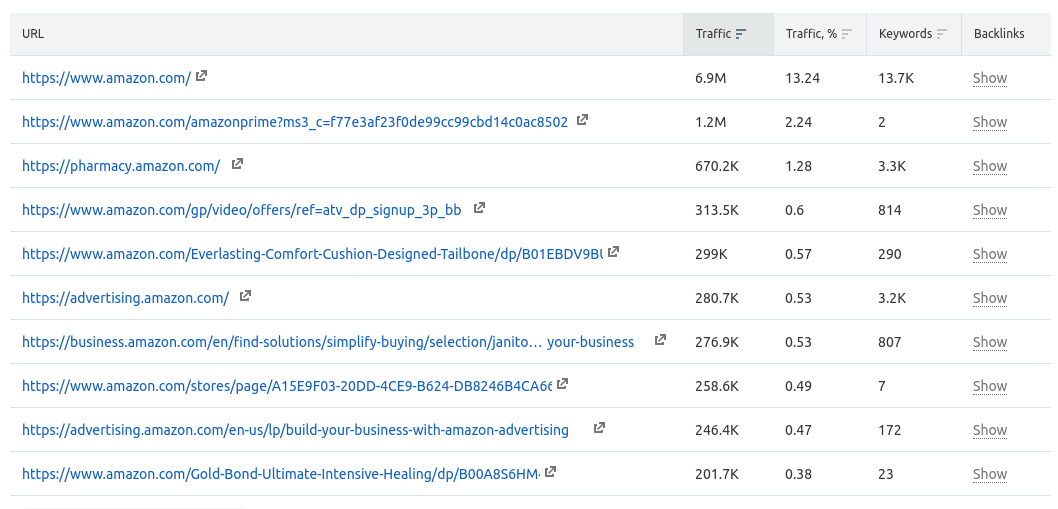 URL Traffic Traffic, % Keywords Backlinks
https://www.amazon.com/ 6.9M 13.24 13.7K Show
https://www.amazon.com/amazonprime?ms3_c=f77e3af23f0de99cc99cbd14c0ac8502 1.2M 2.24 2 Show
https://pharmacy.amazon.com/ 670.2K 1.28 3.3K Show
https://www.amazon.com/gp/video/offers/ref=atv_dp_signup_3p_bb 313.5K 0.6 814 Show
https://www.amazon.com/Everlasting-Comfort-Cushion-Designed-Tailbone/dp/B01EBDV9BU 299K 0.57 290 Show
https://advertising.amazon.com/ 280.7K 0.53 3.2K Show
https://business.amazon.com/en/find-solutions/simplify-buying/selection/janito… your-business 276.9K 0.53 807 Show
https://www.amazon.com/stores/page/A15E9F03-20DD-4CE9-B624-DB8246B4CA66 258.6K 0.49 7 Show
https://advertising.amazon.com/en-us/lp/build-your-business-with-amazon-advertising 246.4K 0.47 172 Show
https://www.amazon.com/Gold-Bond-Ultimate-Intensive-Healing/dp/B00A8S6HM4 201.7K 0.38 23 Show